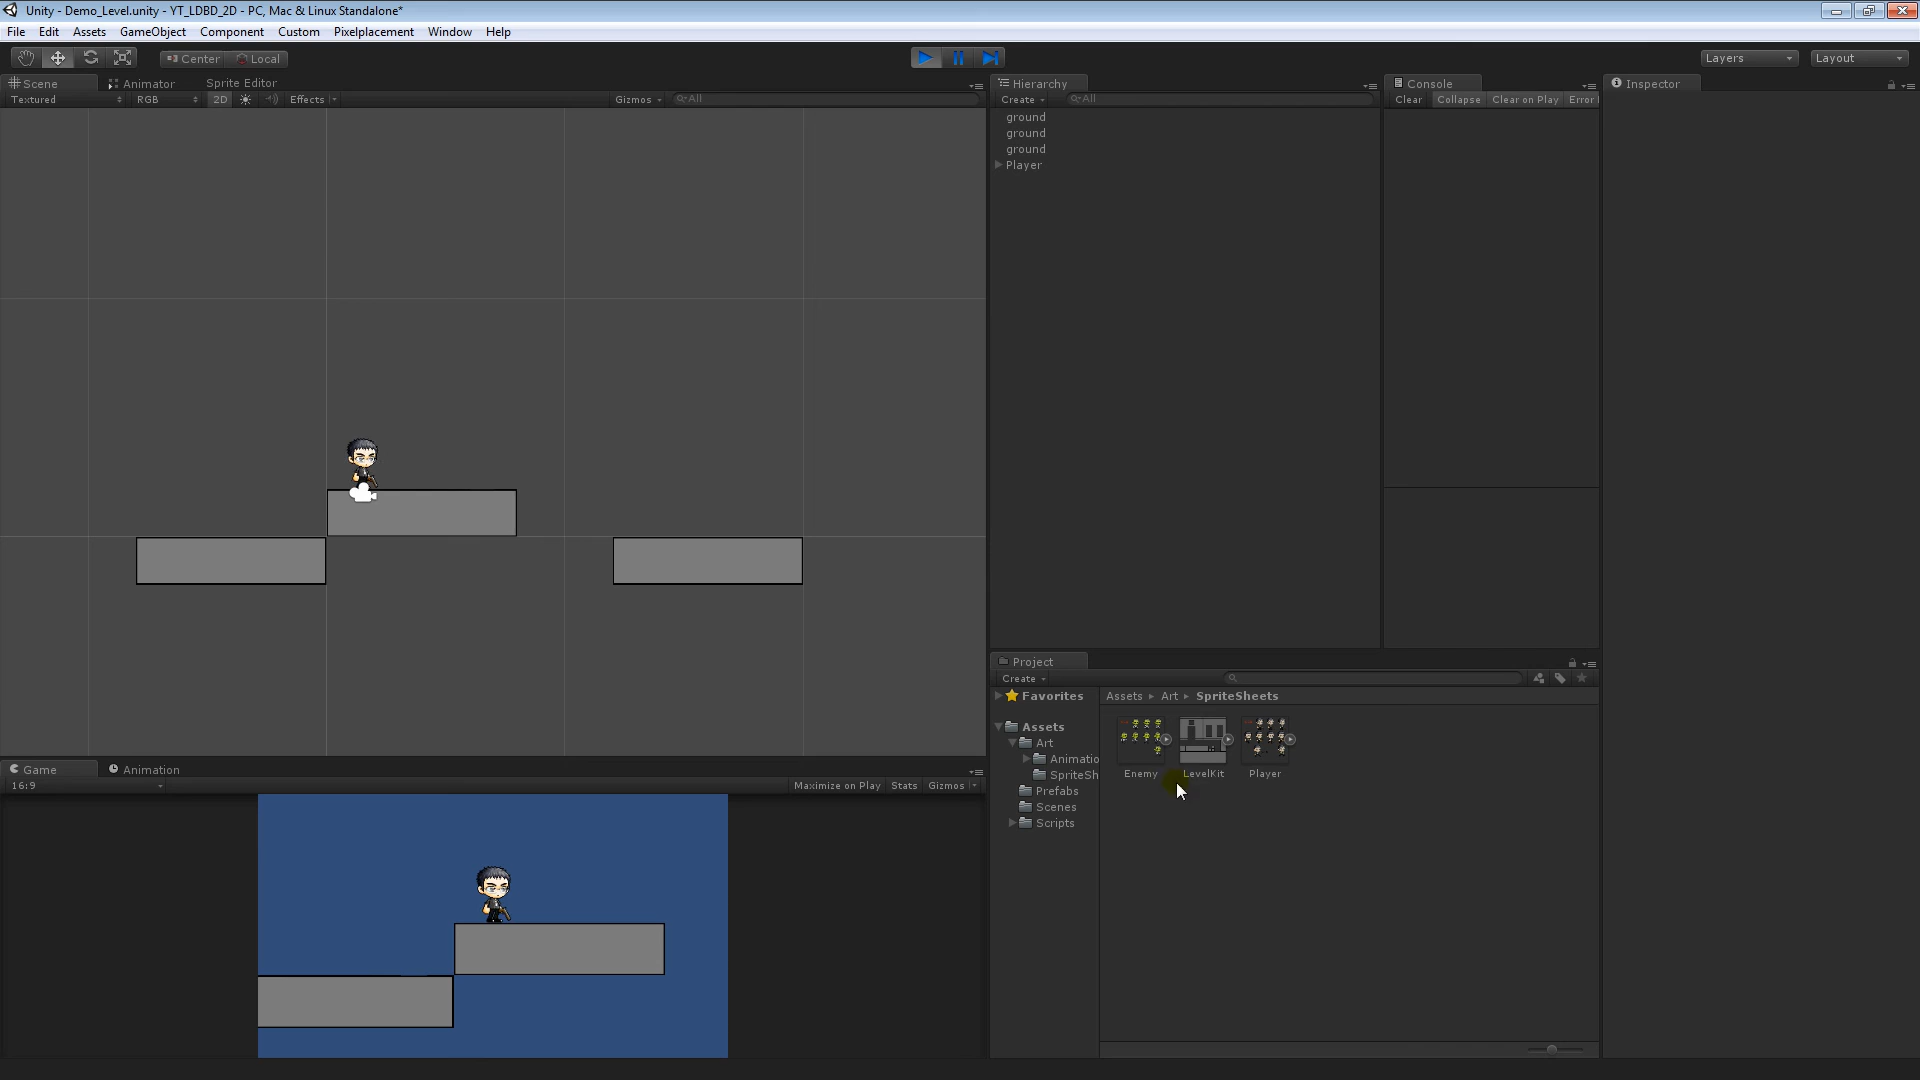 Unity - Demo_Level.unity - YT_LDBD_2D - PC, Mac & Linux Standalone*
File Edit Assets GameObject Component Custom Pixelplacement Window Help
Center Local Layers Layout
Scene Animator Sprite Editor Hierarchy Console Inspector
Textured RGB 2D Effects Gizmos All Create All Clear Collapse Clear on Play Error
ground
ground
ground
Player
Project
Create
Favorites Assets Art SpriteSheets
Assets
Art
Animatio
SpriteSh
Prefabs
Scenes
Scripts
Enemy LevelKit Player
Game Animation
16:9 Maximize on Play Stats Gizmos